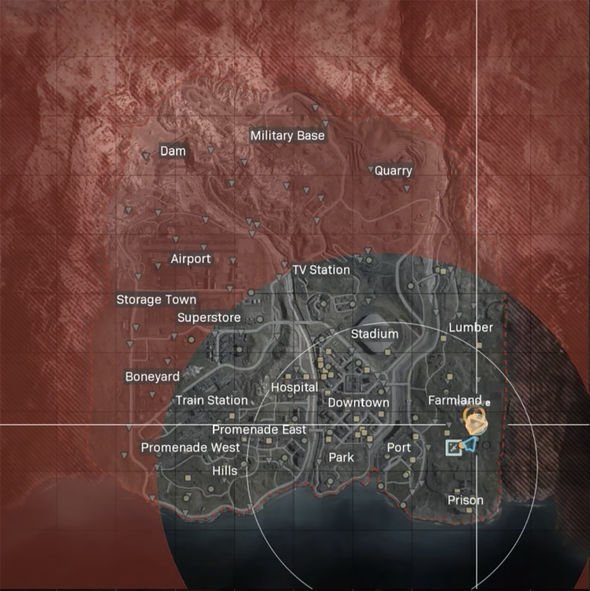 Military Base
Dam
Quarry
Airport
TV Station
Storage Town
Superstore
Stadium
Lumber
Boneyard
Hospital
Train Station
Downtown
Farmland
Promenade East
Promenade West
Port
Park
Hills
Prison